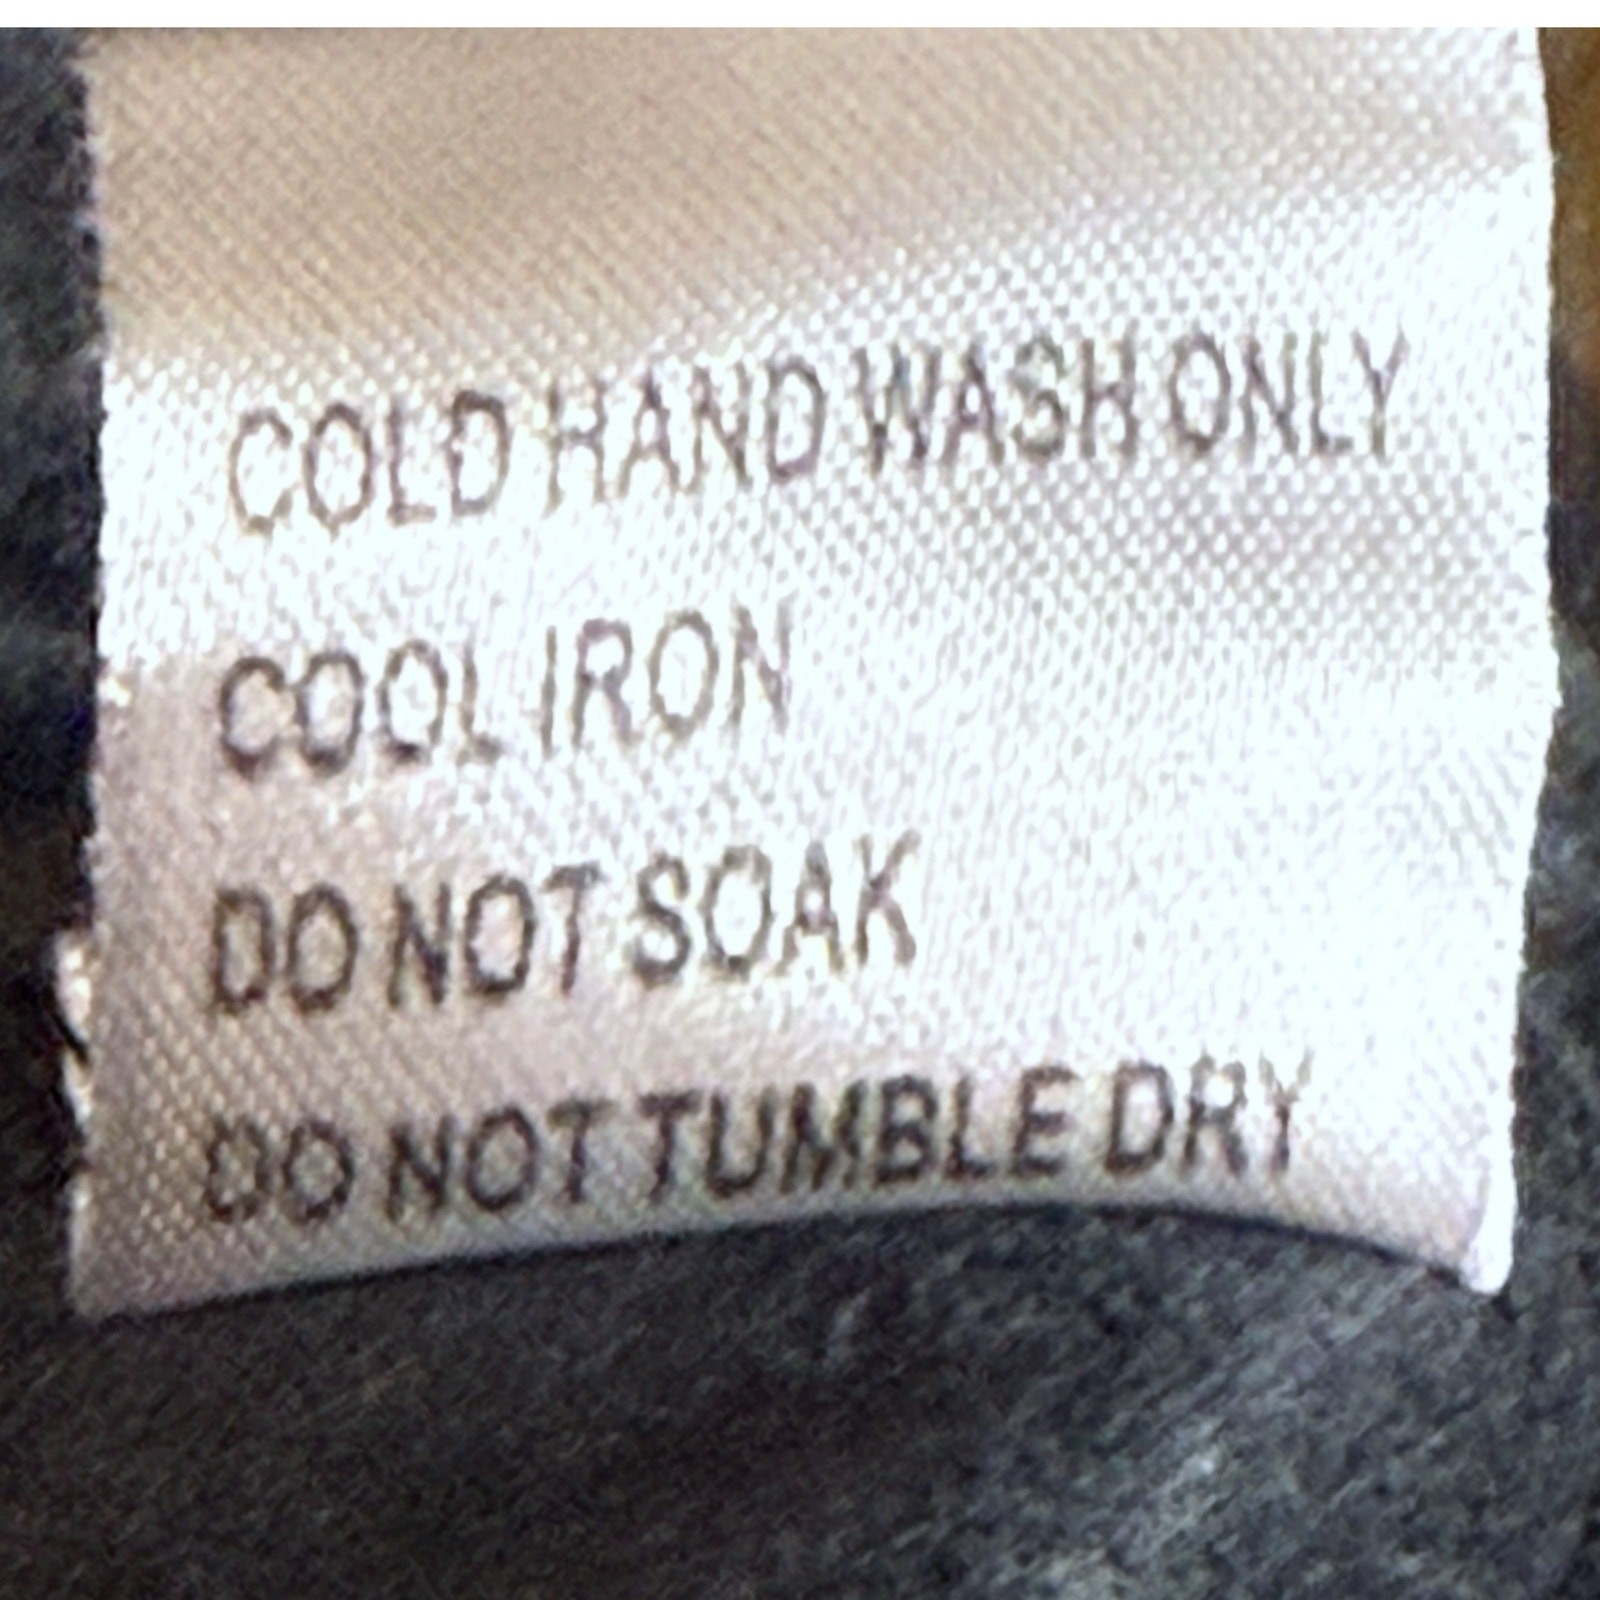 COLD HAND WASH ONLY
COOL IRON
DO NOT SOAK
DO NOT TUMBLE DRY